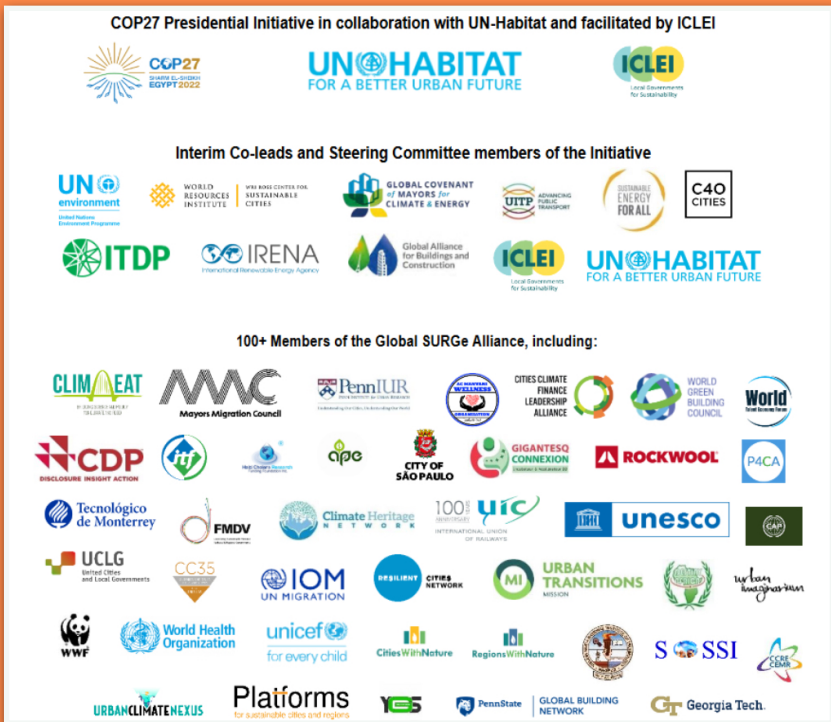 COP27 Presidential Initiative in collaboration with UN-Habitat and facilitated by ICLEI
COP27
SHARM EL-SHEIKH
EGYPT 2022
UN HABITAT
FOR A BETTER URBAN FUTURE
ICLEI
Local Governments
for Sustainability
Interim Co-leads and Steering Committee members of the Initiative
UN
environment
United Nations
Environment Programme
WORLD
RESOURCES
INSTITUTE
WRI ROSS CENTER FOR
SUSTAINABLE
CITIES
GLOBAL COVENANT
of MAYORS for
CLIMATE & ENERGY
UITP
ADVANCING
PUBLIC
TRANSPORT
SUSTAINABLE
ENERGY
FOR ALL
C40
CITIES
ITDP
IRENA
International Renewable Energy Agency
Global Alliance
for Buildings and
Construction
ICLEI
Local Governments
for Sustainability
UN HABITAT
FOR A BETTER URBAN FUTURE
100+ Members of the Global SURGe Alliance, including:
CLIM EAT
MMC
Mayors Migration Council
Penn IUR
WELLNESS
CITIES CLIMATE
FINANCE
LEADERSHIP
ALLIANCE
WORLD
GREEN
BUILDING
COUNCIL
World
CDP
DISCLOSURE INSIGHT ACTION
itf
ape
CITY OF
SÃO PAULO
GIGANTESQ
CONNEXION
ROCKWOOL
P4CA
Tecnológico
de Monterrey
FMDV
Climate Heritage
NETWORK
100
uic
INTERNATIONAL UNION
OF RAILWAYS
unesco
CAP
UCLG
United Cities
and Local Governments
CC35
IOM
UN MIGRATION
RESILIENT CITIES
NETWORK
MI
URBAN
TRANSITIONS
MISSION
urban
imaginarium
WWF
World Health
Organization
unicef
for every child
CitiesWithNature
RegionsWithNature
S SSI
CCRE
CEMR
URBANCLIMATENEXUS
Platforms
for sustainable cities and regions
YES
PennState
GLOBAL BUILDING
NETWORK
GT Georgia Tech